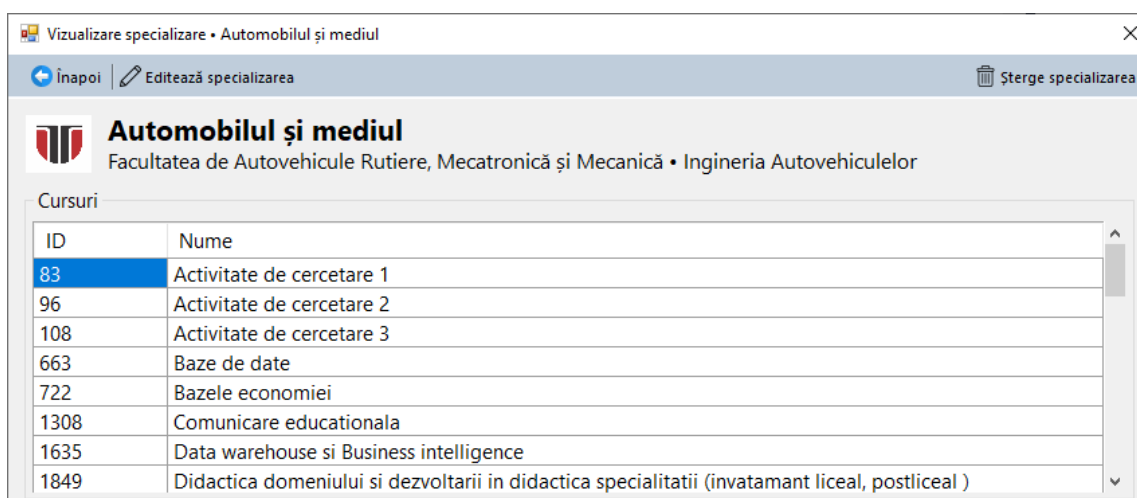 Vizualizare specializare • Automobilul și mediul
Înapoi Editează specializarea Șterge specializarea
Automobilul și mediul
Facultatea de Autovehicule Rutiere, Mecatronică și Mecanică • Ingineria Autovehiculelor
Cursuri
ID Nume
83 Activitate de cercetare 1
96 Activitate de cercetare 2
108 Activitate de cercetare 3
663 Baze de date
722 Bazele economiei
1308 Comunicare educationala
1635 Data warehouse si Business intelligence
1849 Didactica domeniului si dezvoltarii in didactica specialitatii (invatamant liceal, postliceal )